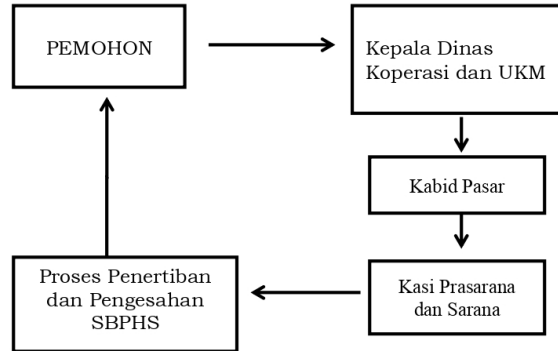 PEMOHON
Kepala Dinas
Koperasi dan UKM
Kabid Pasar
Kasi Prasarana
dan Sarana
Proses Penertiban
dan Pengesahan
SBPHS